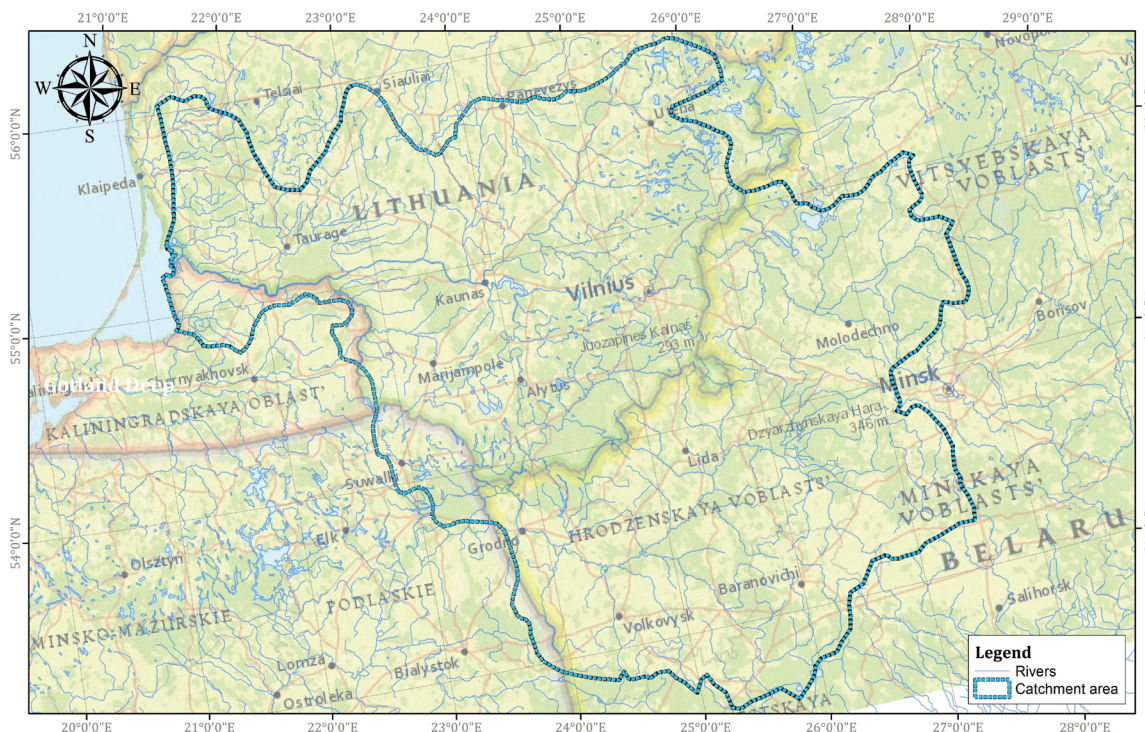 21°0'0"E 22°0'0"E 23°0'0"E 24°0'0"E 25°0'0"E 26°0'0"E 27°0'0"E 28°0'0"E 29°0'0"E
N
W E
S
Novopo
Telsiai
Siauliai
Panevezys
Utena
56°0'0"N
Klaipeda
VITSYEBSKAYA
VOBLASTS'
LITHUANIA
Taurage
Kaunas
Vilnius
Borisov
Juozapines Kalnas
293 m
Molodechno
55°0'0"N
Marijampole
Alytus
Minsk
Gotland Deep
rnyakhovsk
KALININGRADSKAYA OBLAST'
Dzyarzhynskaya Hara
346 m
Lida
Suwalki
MINSKAYA
VOBLASTS'
HRODZENSKAYA VOBLASTS'
54°0'0"N
Elk
Grodno
BELARU
Olsztyn
Baranovichi
PODLASKIE
Salihorsk
MINSKO-MAZURSKIE
Volkovysk
Lomza
Bialystok
Ostroleka
TSKAYA
Legend
Rivers
Catchment area
20°0'0"E 21°0'0"E 22°0'0"E 23°0'0"E 24°0'0"E 25°0'0"E 26°0'0"E 27°0'0"E 28°0'0"E